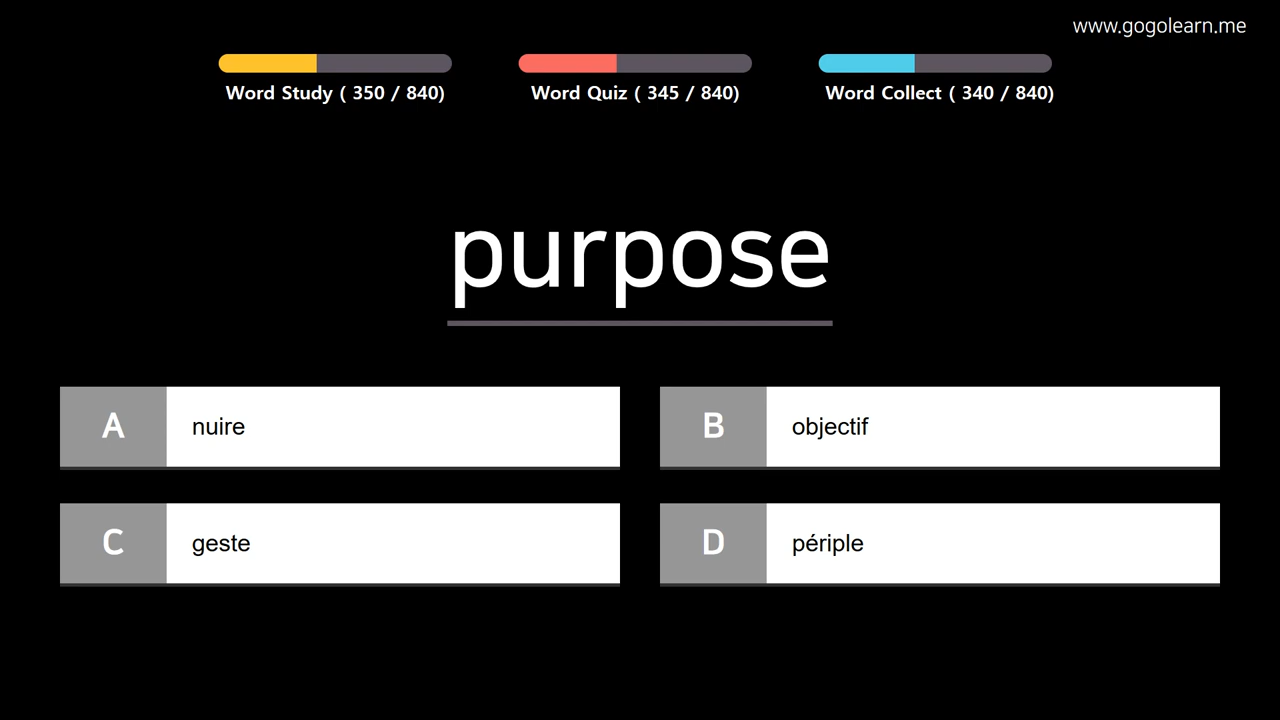 www.gogolearn.me
Word Study ( 350 / 840)
Word Quiz ( 345 / 840)
Word Collect ( 340 / 840)
purpose
A nuire
B objectif
C geste
D périple